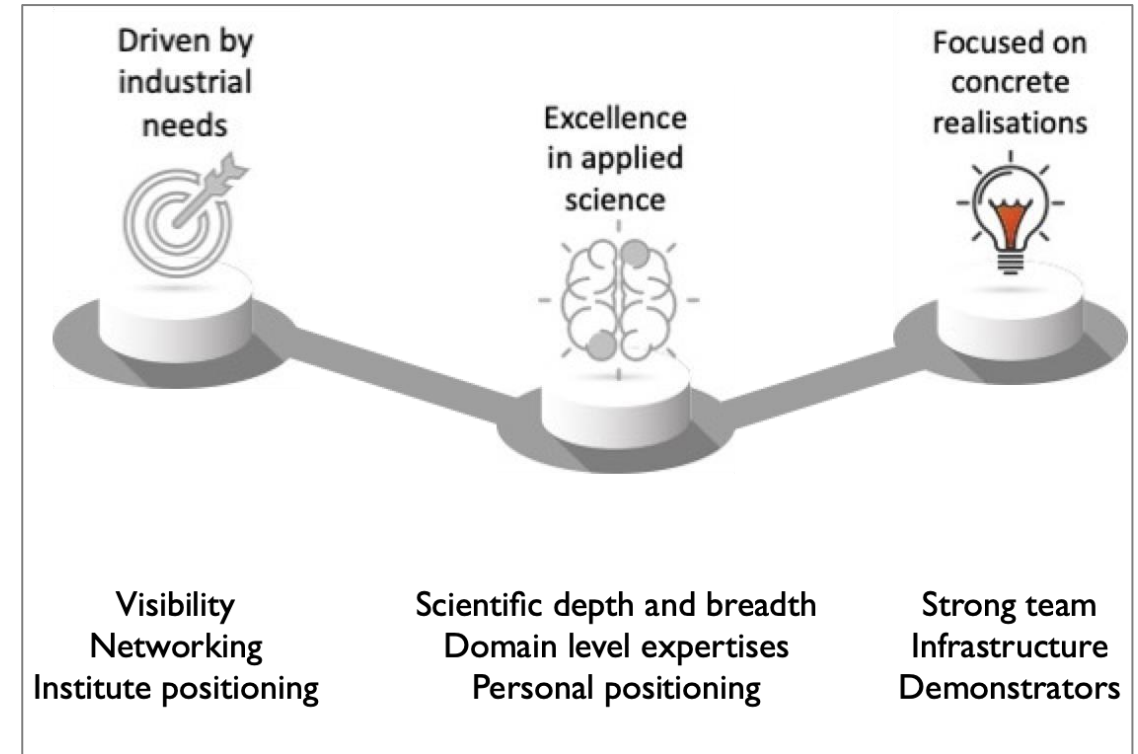 Driven by
industrial
needs
Excellence
in applied
science
Focused on
concrete
realisations
Visibility
Networking
Institute positioning
Scientific depth and breadth
Domain level expertises
Personal positioning
Strong team
Infrastructure
Demonstrators